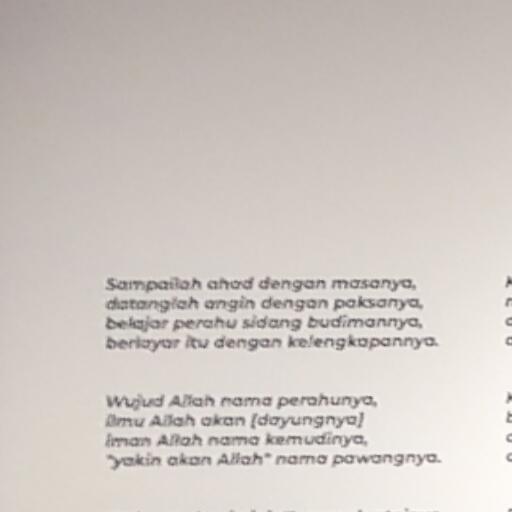 Sampailah ahad dengan masanya,
datanglah angin dengan paksanya,
belajar perahu sidang budimannya,
berlayar itu dengan kelengkapannya.
Wujud Allah nama perahunya,
ilmu Allah akan [dayungnya]
iman Allah nama kemudinya,
"yakin akan Allah" nama pawangnya.